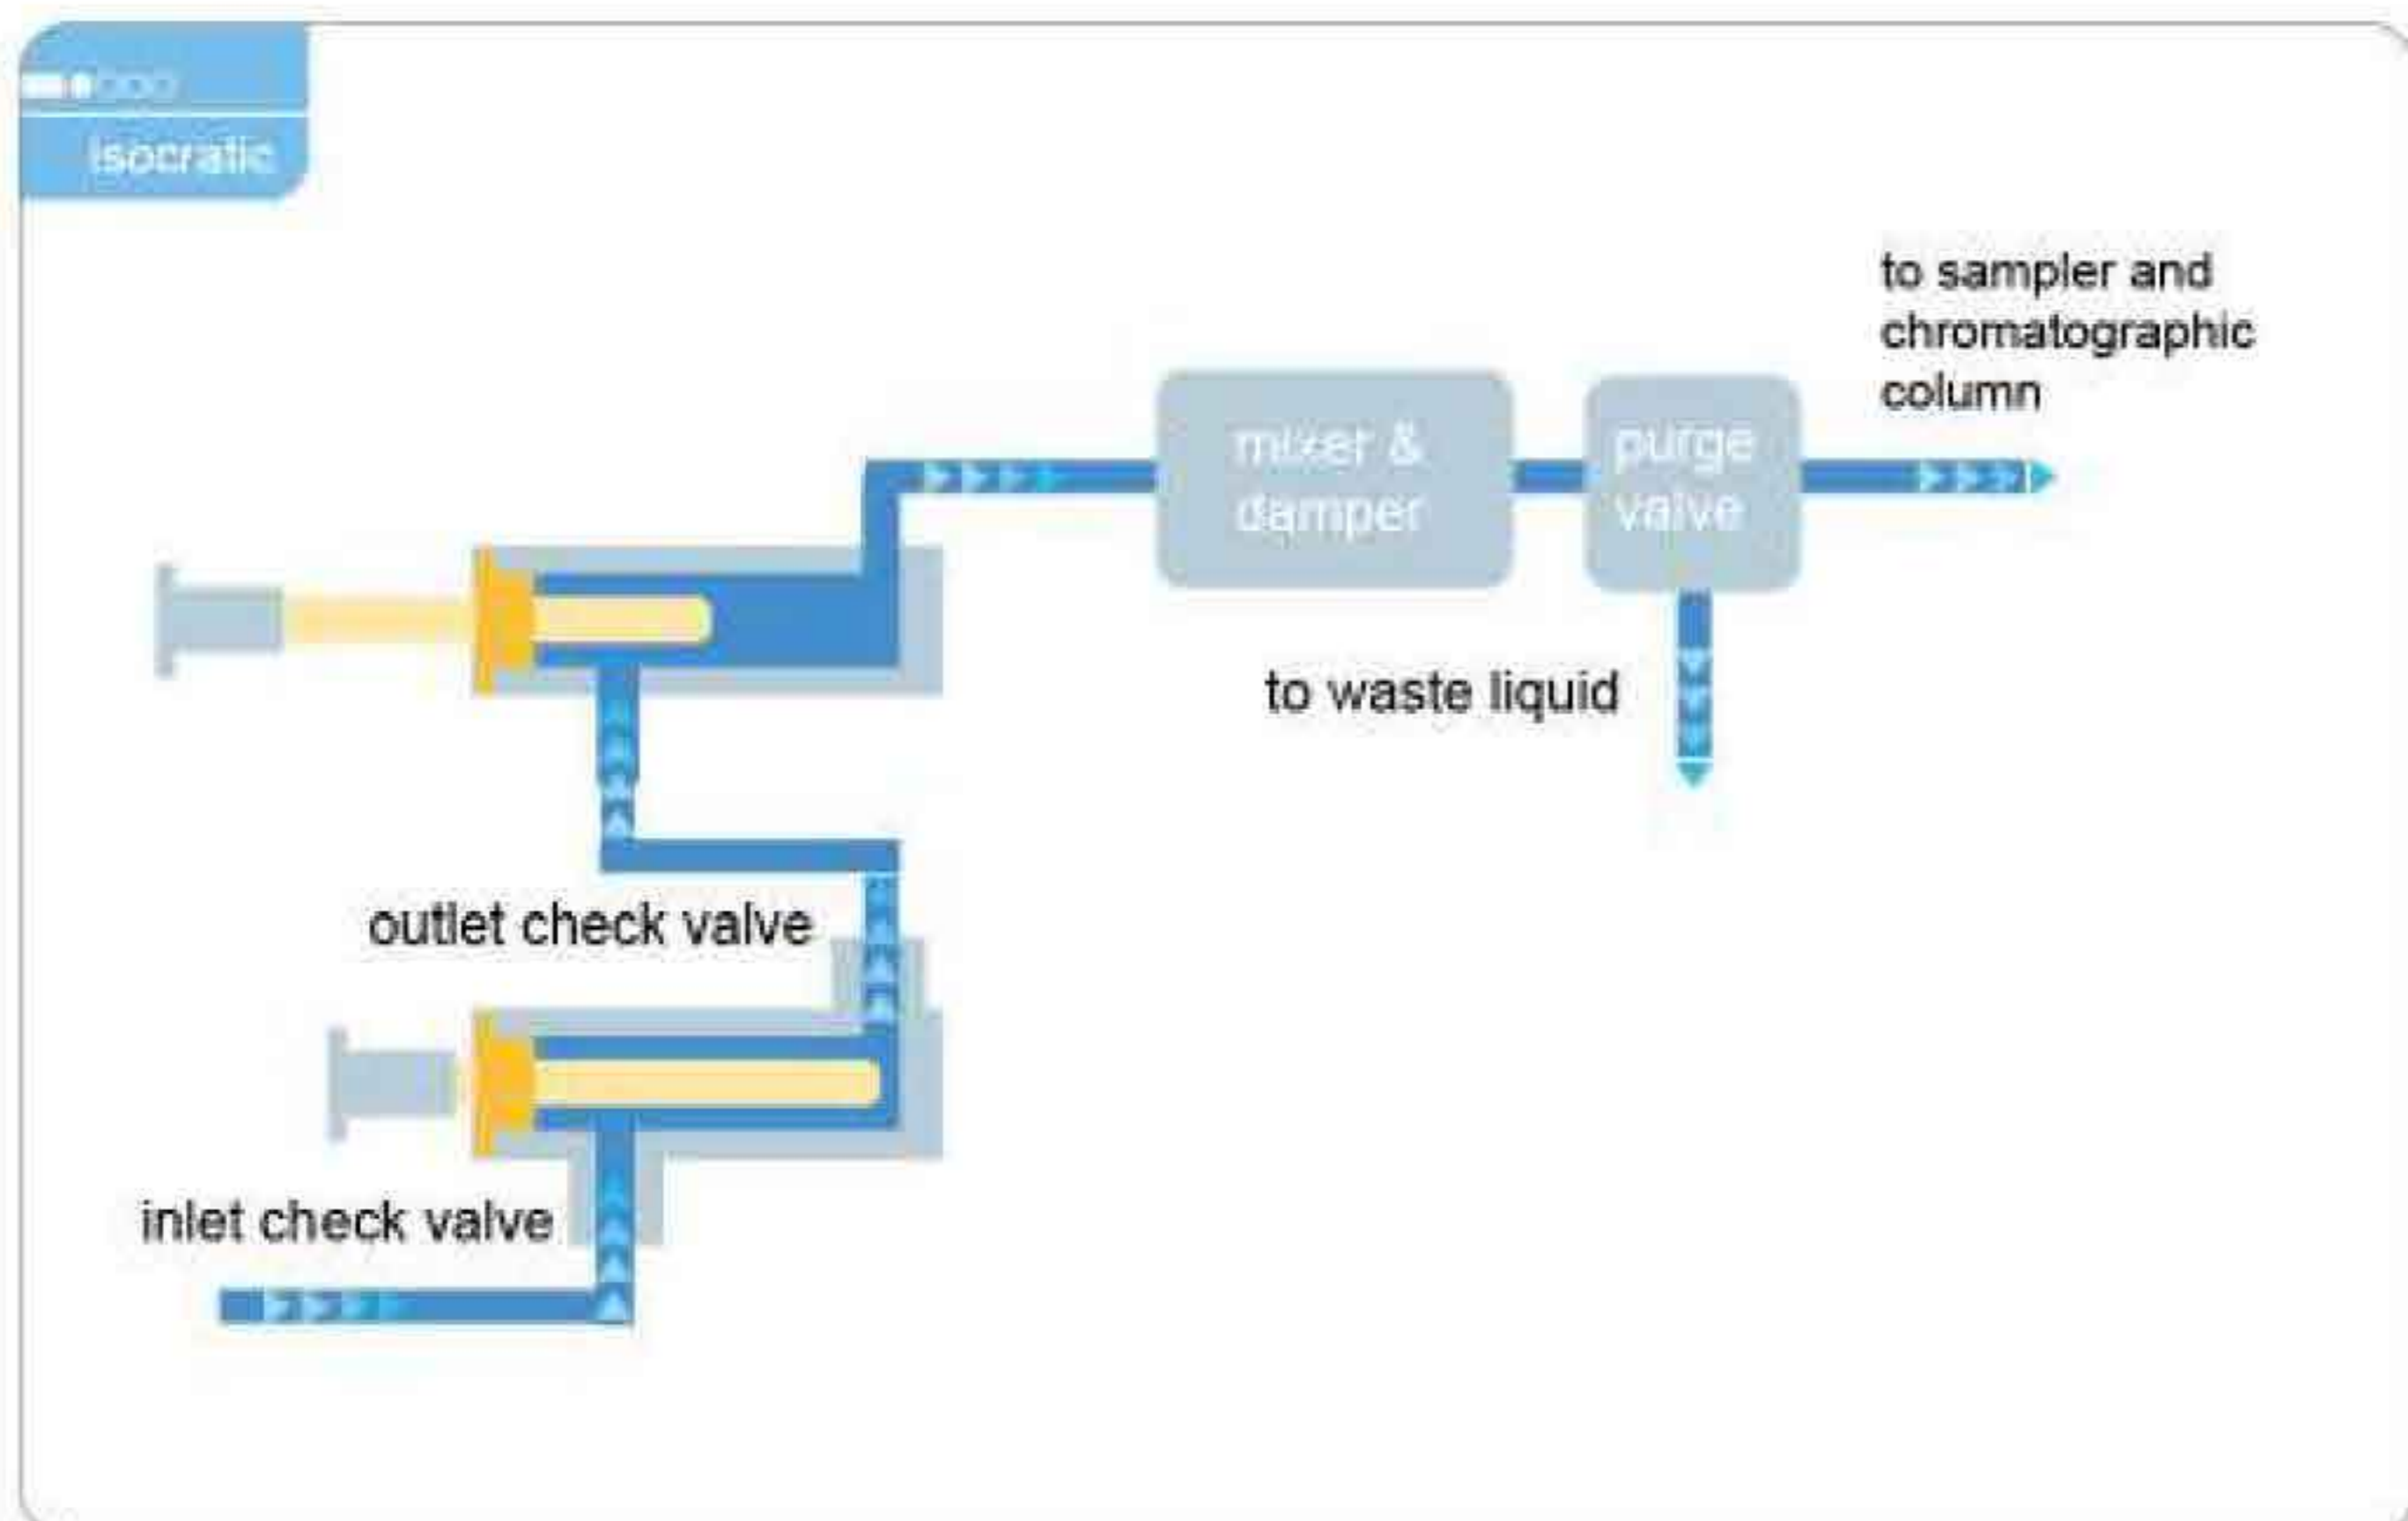 isocratic
to sampler and
chromatographic
column
mixer &
damper
purge
valve
to waste liquid
outlet check valve
inlet check valve